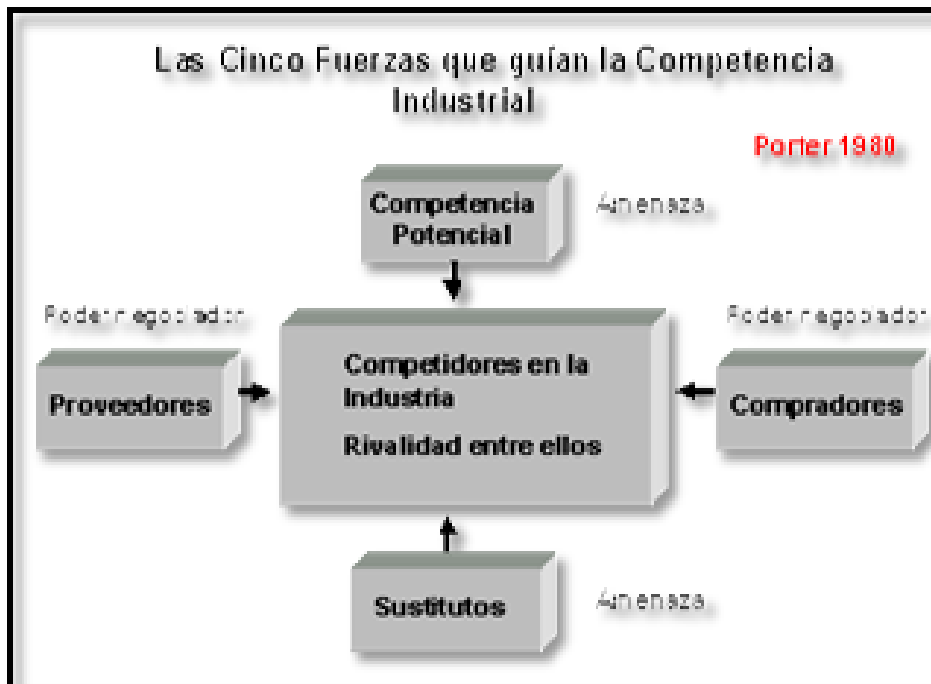 Las Cinco Fuerzas que guían la Competencia
Industrial
Porter 1980
Competencia
Potencial
Amenaza
Poder negociador
Poder negociador
Proveedores
Competidores en la
Industria
Rivalidad entre ellos
Compradores
Sustitutos
Amenaza